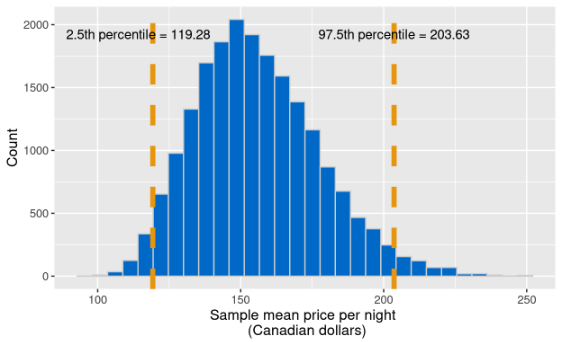 2.5th percentile = 119.28
97.5th percentile = 203.63
2000
1500
1000
500
0
Count
100
150
200
250
Sample mean price per night
(Canadian dollars)